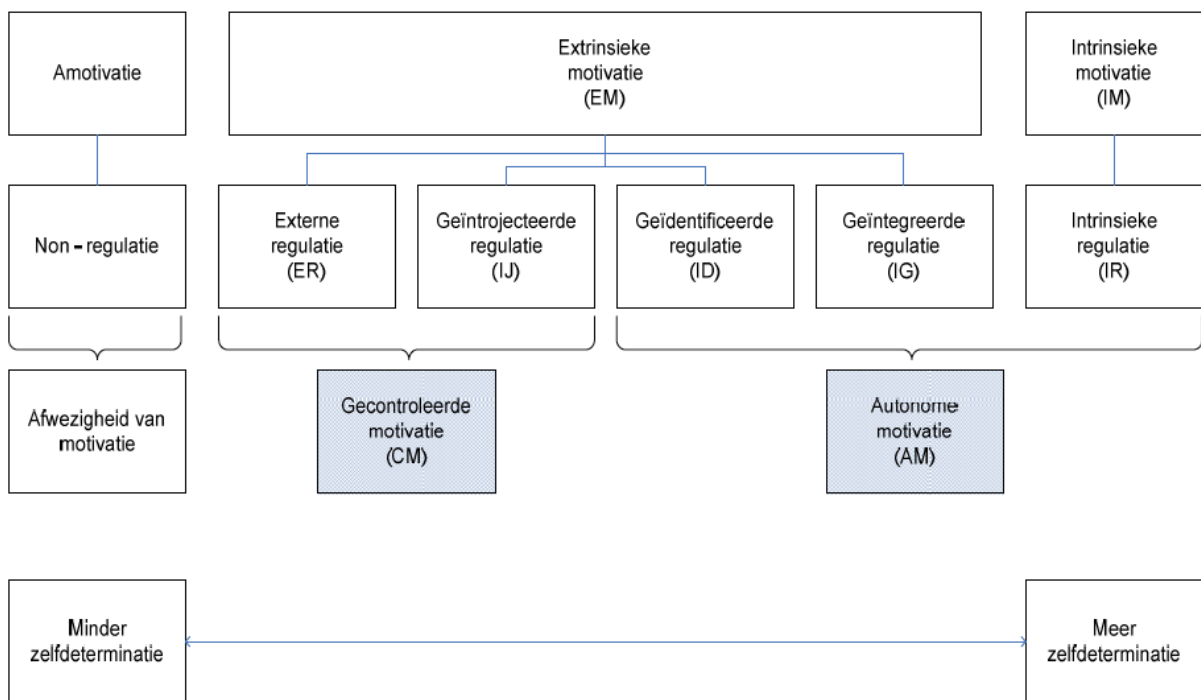 Amotivatie
Extrinsieke
motivatie
(EM)
Intrinsieke
motivatie
(IM)
Non-regulatie
Externe
regulatie
(ER)
Geïntrojecteerde
regulatie
(IJ)
Geïdentificeerde
regulatie
(ID)
Geïntegreerde
regulatie
(IG)
Intrinsieke
regulatie
(IR)
Afwezigheid van
motivatie
Gecontroleerde
motivatie
(CM)
Autonome
motivatie
(AM)
Minder
zelfdeterminatie
Meer
zelfdeterminatie